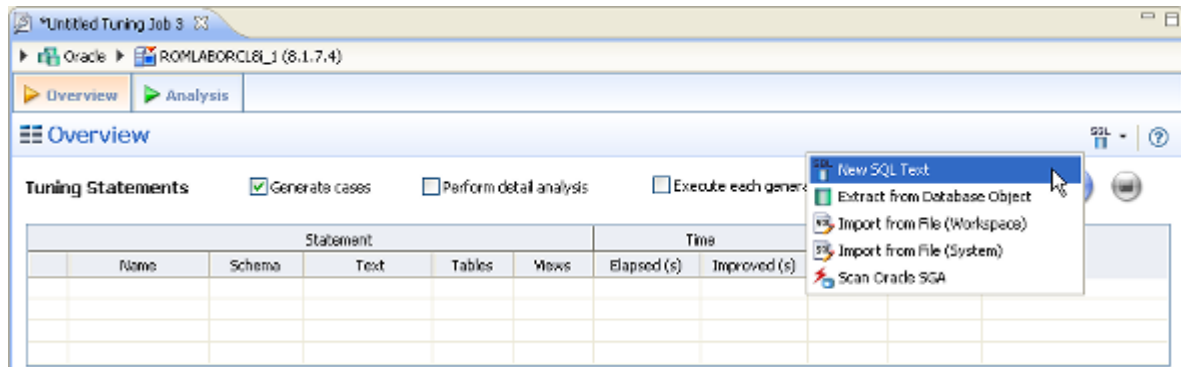 *Untitled Tuning Job 3
Oracle ROMLABORCL8i_1 (8.1.7.4)
Overview Analysis
Overview
SQL
New SQL Text
Tuning Statements Generate cases Perform detail analysis Execute each genera
Extract from Database Object
Import from File (Workspace)
Statement Time
Import from File (System)
Name Schema Text Tables Views Elapsed (s) Improved (s)
Scan Oracle SGA